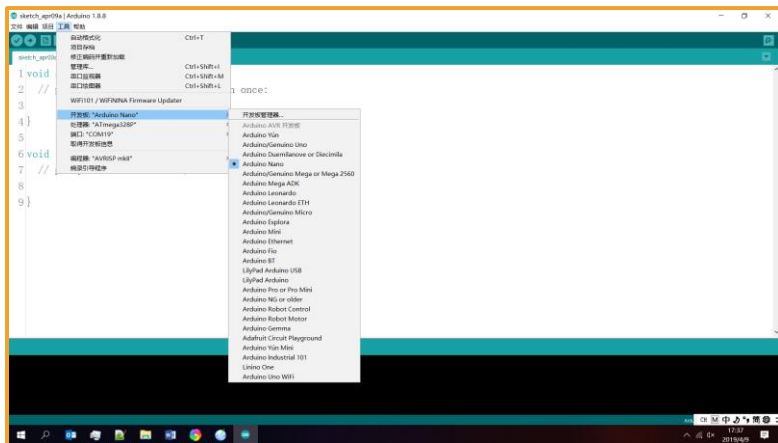 sketch_apr09a | Arduino 1.8.8
文件 编辑 项目 工具 帮助
自动格式化 Ctrl+T
项目存档
修正编码并重新加载
管理库... Ctrl+Shift+I
串口监视器 Ctrl+Shift+M
串口绘图器 Ctrl+Shift+L
WiFi101 / WiFiNINA Firmware Updater
开发板: "Arduino Nano"
处理器: "ATmega328P"
端口: "COM19"
取得开发板信息
编程器: "AVRISP mkII"
烧录引导程序
开发板管理器...
Arduino AVR 开发板
Arduino Yún
Arduino/Genuino Uno
Arduino Duemilanove or Diecimila
Arduino Nano
Arduino/Genuino Mega or Mega 2560
Arduino Mega ADK
Arduino Leonardo
Arduino Leonardo ETH
Arduino/Genuino Micro
Arduino Esplora
Arduino Mini
Arduino Ethernet
Arduino Fio
Arduino BT
LilyPad Arduino USB
LilyPad Arduino
Arduino Pro or Pro Mini
Arduino NG or older
Arduino Robot Control
Arduino Robot Motor
Arduino Gemma
Adafruit Circuit Playground
Arduino Yún Mini
Arduino Industrial 101
Linino One
Arduino Uno WiFi
1 void
2 // n once:
3
4 }
5
6 void
7 //
8
9 }
CH M 中 简
17:37
2019/4/9